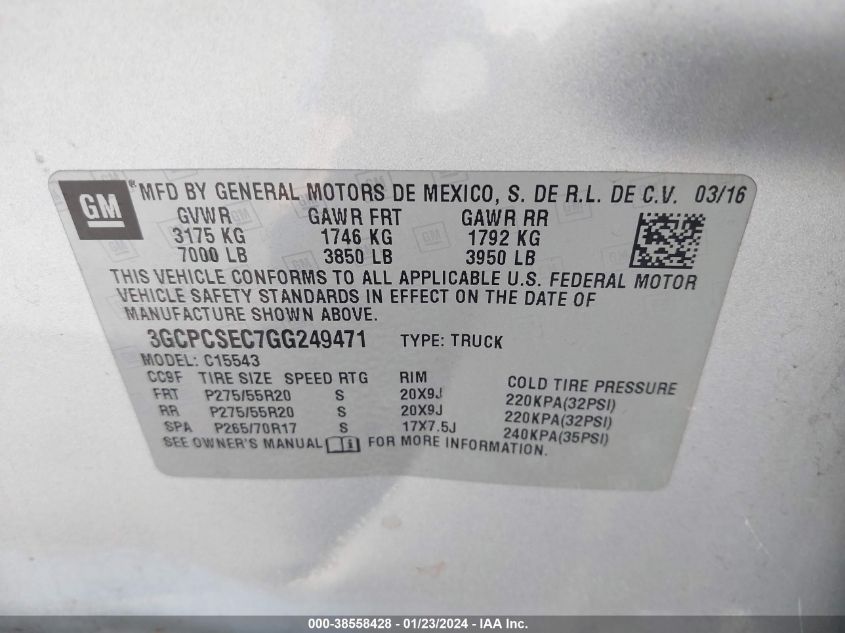 GM ® MFD BY GENERAL MOTORS DE MEXICO, S. DE R.L. DE C.V. 03/16
GVWR GAWR FRT GAWR RR
3175 KG 1746 KG 1792 KG
7000 LB 3850 LB 3950 LB
THIS VEHICLE CONFORMS TO ALL APPLICABLE U.S. FEDERAL MOTOR
VEHICLE SAFETY STANDARDS IN EFFECT ON THE DATE OF
MANUFACTURE SHOWN ABOVE.
3GCPCSEC7GG249471 TYPE: TRUCK
MODEL: C15543
CC9F TIRE SIZE SPEED RTG RIM COLD TIRE PRESSURE
FRT P275/55R20 S 20X9J 220KPA(32PSI)
RR P275/55R20 S 20X9J 220KPA(32PSI)
SPA P265/70R17 S 17X7.5J 240KPA(35PSI)
SEE OWNER'S MANUAL FOR MORE INFORMATION.
000-38558428 - 01/23/2024 - IAA Inc.